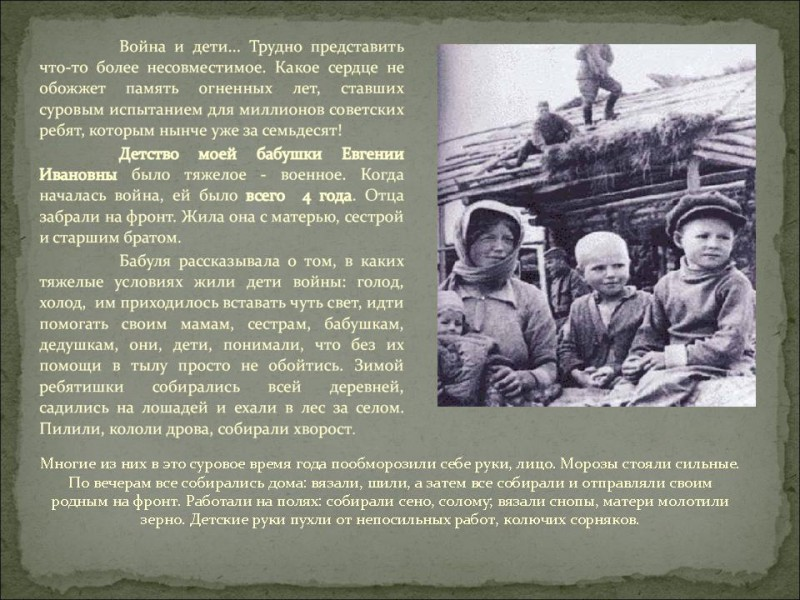 Война и дети... Трудно представить
что-то более несовместимое. Какое сердце не
обожжет память огненных лет, ставших
суровым испытанием для миллионов советских
ребят, которым нынче уже за семьдесят!
Детство моей бабушки Евгении
Ивановны было тяжелое - военное. Когда
началась война, ей было всего 4 года. Отца
забрали на фронт. Жила она с матерью, сестрой
и старшим братом.
Бабуля рассказывала о том, в каких
тяжелые условиях жили дети войны: голод,
холод, им приходилось вставать чуть свет, идти
помогать своим мамам, сестрам, бабушкам,
дедушкам, они, дети, понимали, что без их
помощи в тылу просто не обойтись. Зимой
ребятишки собирались всей деревней,
садились на лошадей и ехали в лес за селом.
Пилили, кололи дрова, собирали хворост.
Многие из них в это суровое время года пообморозили себе руки, лицо. Морозы стояли сильные.
По вечерам все собирались дома: вязали, шили, а затем все собирали и отправляли своим
родным на фронт. Работали на полях: собирали сено, солому; вязали снопы, матери молотили
зерно. Детские руки пухли от непосильных работ, колючих сорняков.